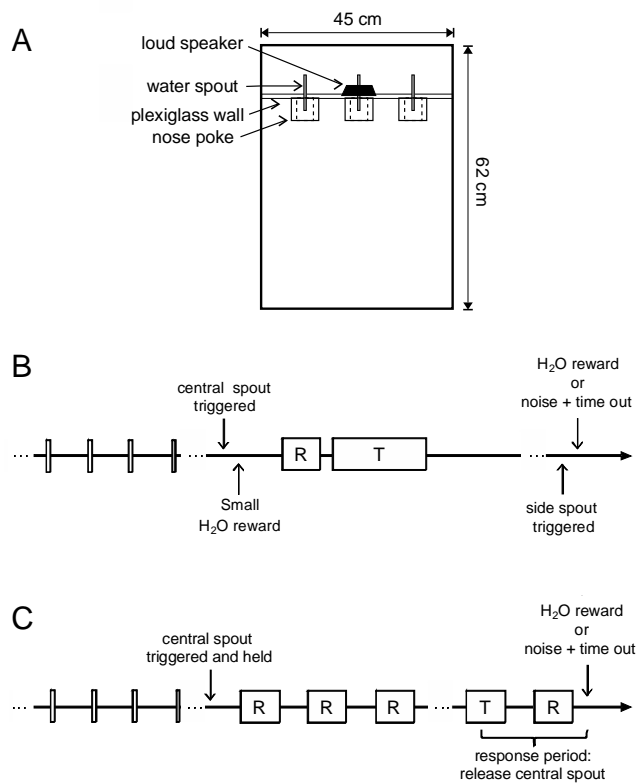 A
45 cm
loud speaker
water spout
plexiglass wall
nose poke
62 cm
B
central spout
triggered
H₂O reward
or
noise + time out
... R T ...
Small
H₂O reward
side spout
triggered
C
central spout
triggered and held
H₂O reward
or
noise + time out
... ... R R R ... T R
response period:
release central spout